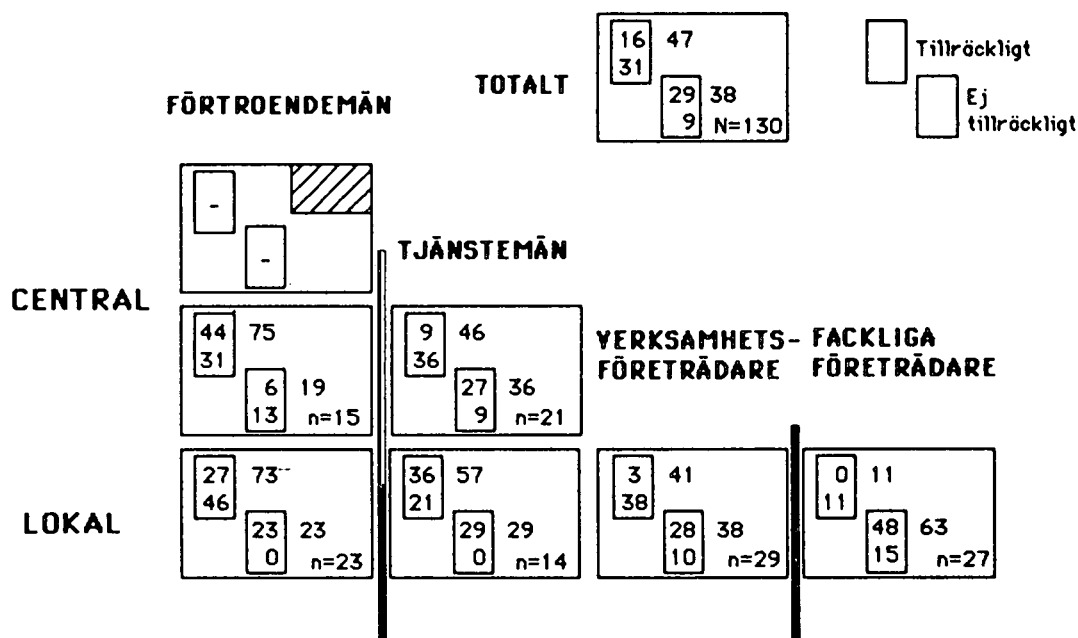 TOTALT
16 47
31
29 38
9 N=130
Tillräckligt
Ej
tillräckligt
FÖRTROENDEMÄN
-
-
TJÄNSTEMÄN
CENTRAL
44 75
31
6 19
13 n=15
9 46
36
27 36
9 n=21
VERKSAMHETS-
FÖRETRÄDARE
FACKLIGA
FÖRETRÄDARE
LOKAL
27 73
46
23 23
0 n=23
36 57
21
29 29
0 n=14
3 41
38
28 38
10 n=29
0 11
11
48 63
15 n=27